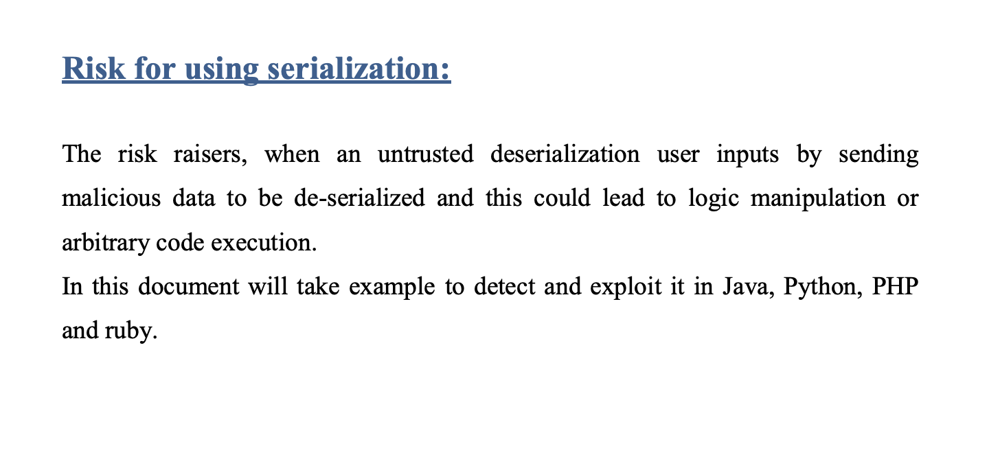 Risk for using serialization:
The risk raisers, when an untrusted deserialization user inputs by sending
malicious data to be de-serialized and this could lead to logic manipulation or
arbitrary code execution.
In this document will take example to detect and exploit it in Java, Python, PHP
and ruby.